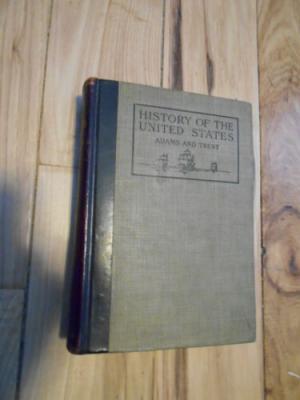 HISTORY OF THE
UNITED STATES
ADAMS AND TRENT